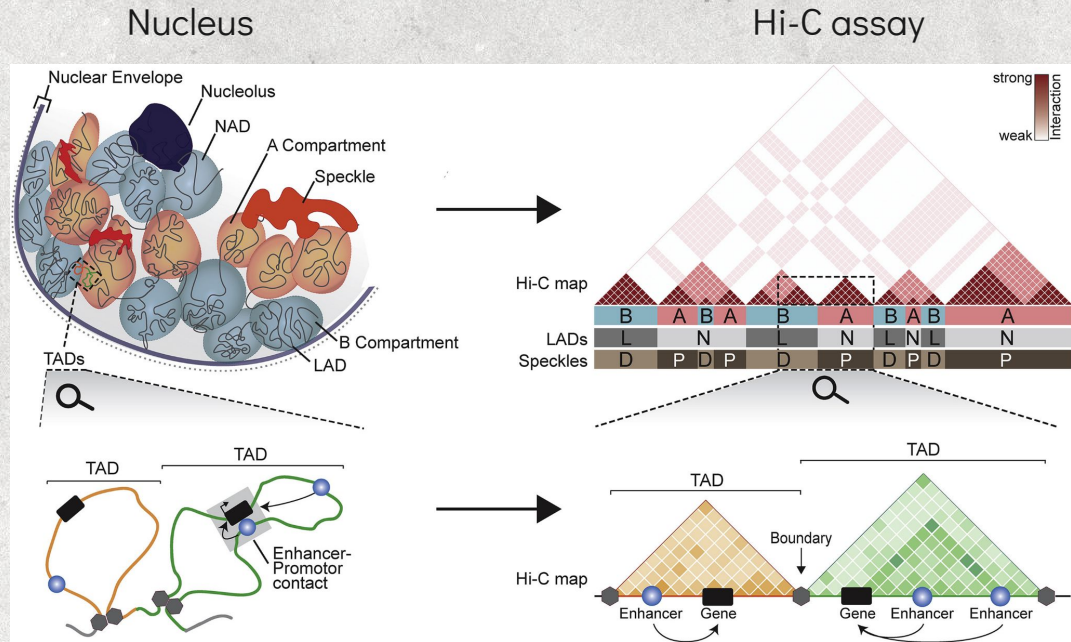 Nucleus
Hi-C assay
Nuclear Envelope
Nucleolus
NAD
A Compartment
Speckle
B Compartment
LAD
TADs
strong
weak
Interaction
Hi-C map
B A B A B A B A B A
LADs L N L N L N L N
Speckles D P D P D P D P D P
TAD
TAD
Enhancer-
Promotor
contact
TAD
TAD
Boundary
Hi-C map
Enhancer Gene Gene Enhancer Enhancer